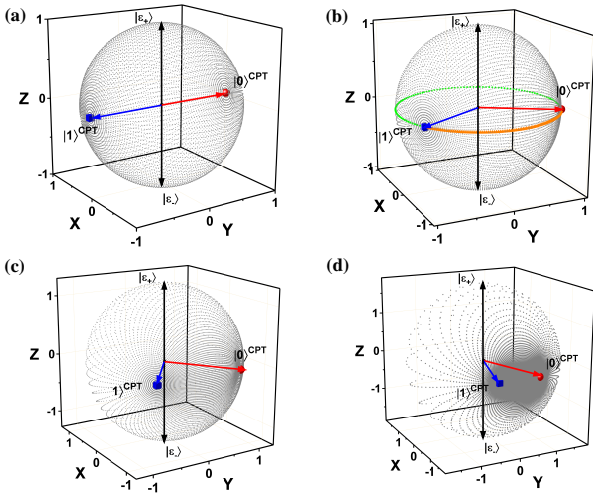 (a)
|ε₊⟩
1
Z 0
-1
|0⟩CPT
|1⟩CPT
|ε₋⟩
1
0
-1
X
-1
0
1
Y
(b)
|ε₊⟩
1
Z 0
-1
|0⟩CPT
|1⟩CPT
|ε₋⟩
1
0
-1
X
-1
0
1
Y
(c)
|ε₊⟩
1
Z 0
-1
|0⟩CPT
1⟩CPT
|ε₋⟩
1
0
-1
X
-1
0
1
Y
(d)
|ε₊⟩
1
Z 0
-1
|0⟩CPT
|1⟩CPT
|ε₋⟩
1
0
-1
X
-1
0
1
Y